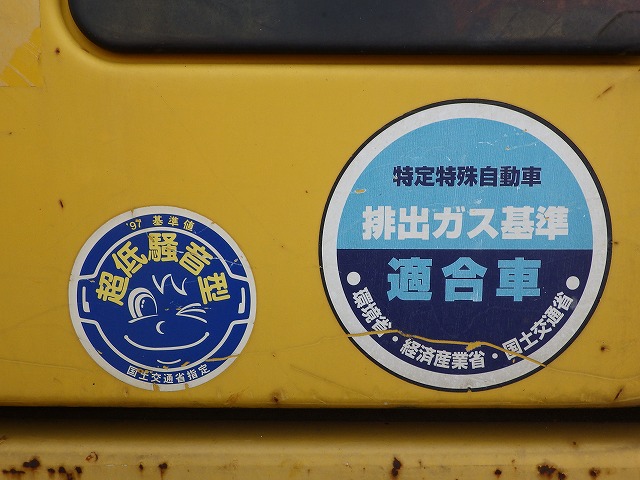 '97 基準値
超低騒音型
国土交通省指定
特定特殊自動車
排出ガス基準
適合車
●環境省・経済産業省・国土交通省●